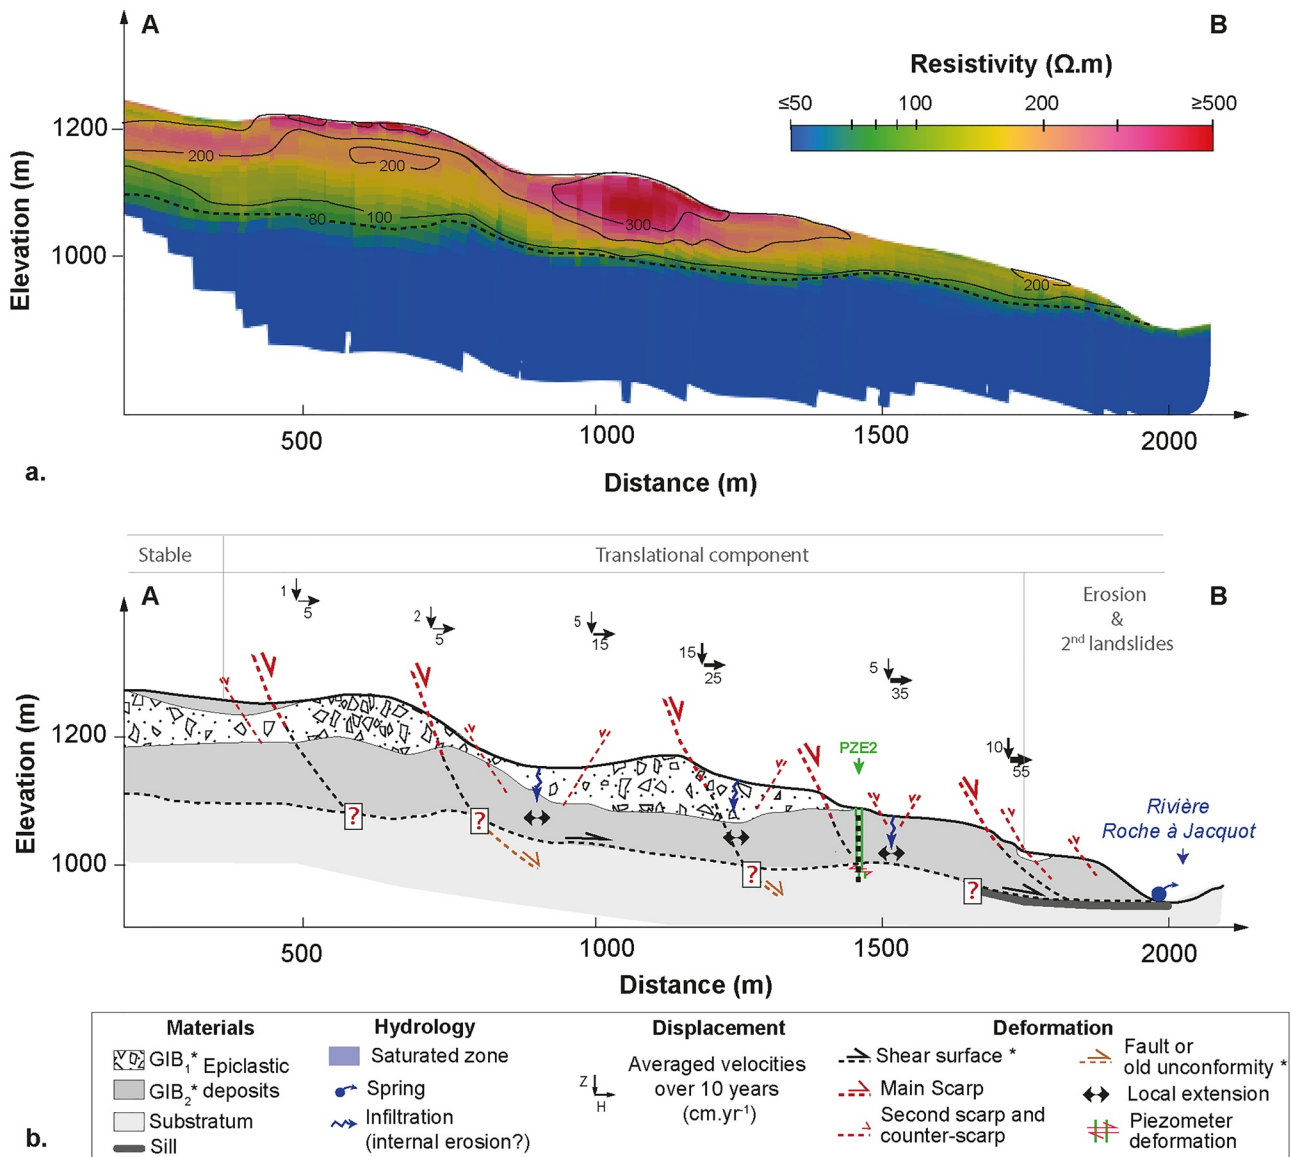 A
B
Resistivity (Ω.m)
≤50
100
200
≥500
Elevation (m)
1200
1000
200
200
80
100
300
200
500
1000
1500
2000
a.
Distance (m)
Stable
Translational component
A
B
Erosion
&
2nd landslides
1
5
2
5
5
15
15
25
5
35
10
55
Elevation (m)
1200
1000
PZE2
Rivière
Roche à Jacquot
?
?
?
?
500
1000
1500
2000
Distance (m)
Materials
GIB1* Epiclastic
GIB2* deposits
Substratum
Sill
Hydrology
Saturated zone
Spring
Infiltration
(internal erosion?)
Displacement
Z
H
Averaged velocities
over 10 years
(cm.yr-1)
Deformation
Shear surface *
Main Scarp
Second scarp and
counter-scarp
Fault or
old unconformity *
Local extension
Piezometer
deformation
b.